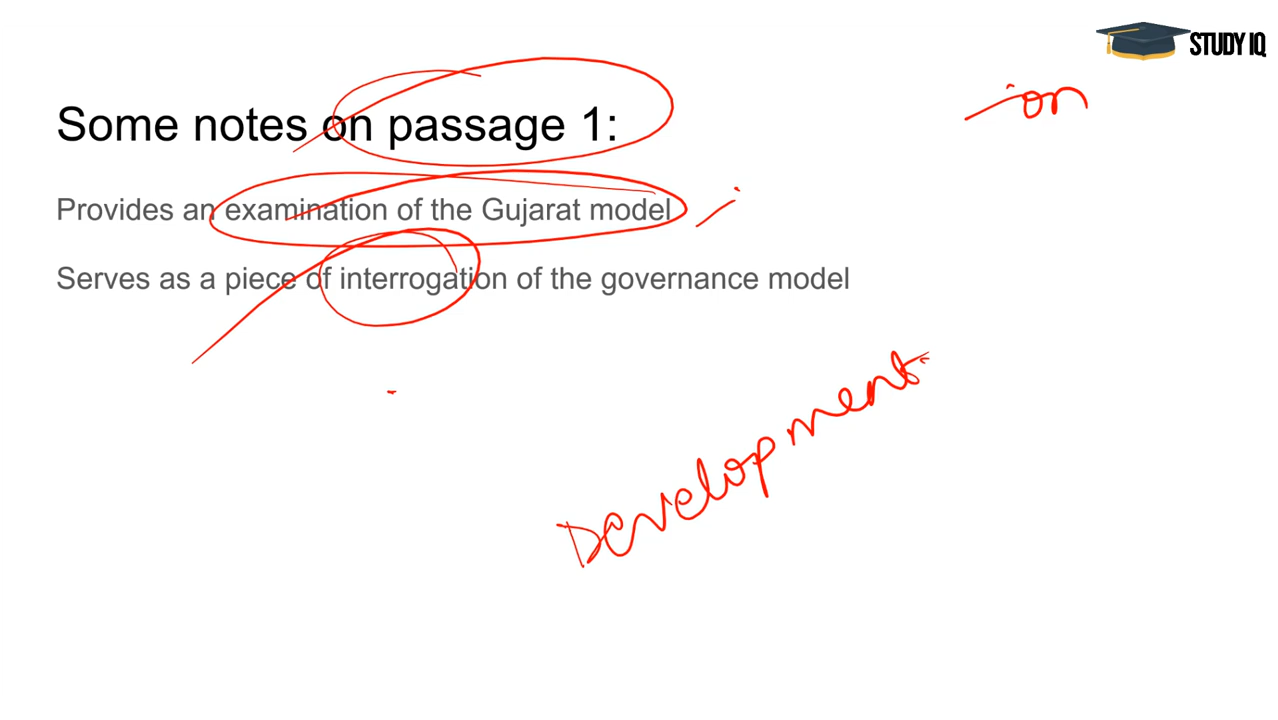 STUDY IQ
-ion
Some notes on passage 1:
Provides an examination of the Gujarat model
Serves as a piece of interrogation of the governance model
Development